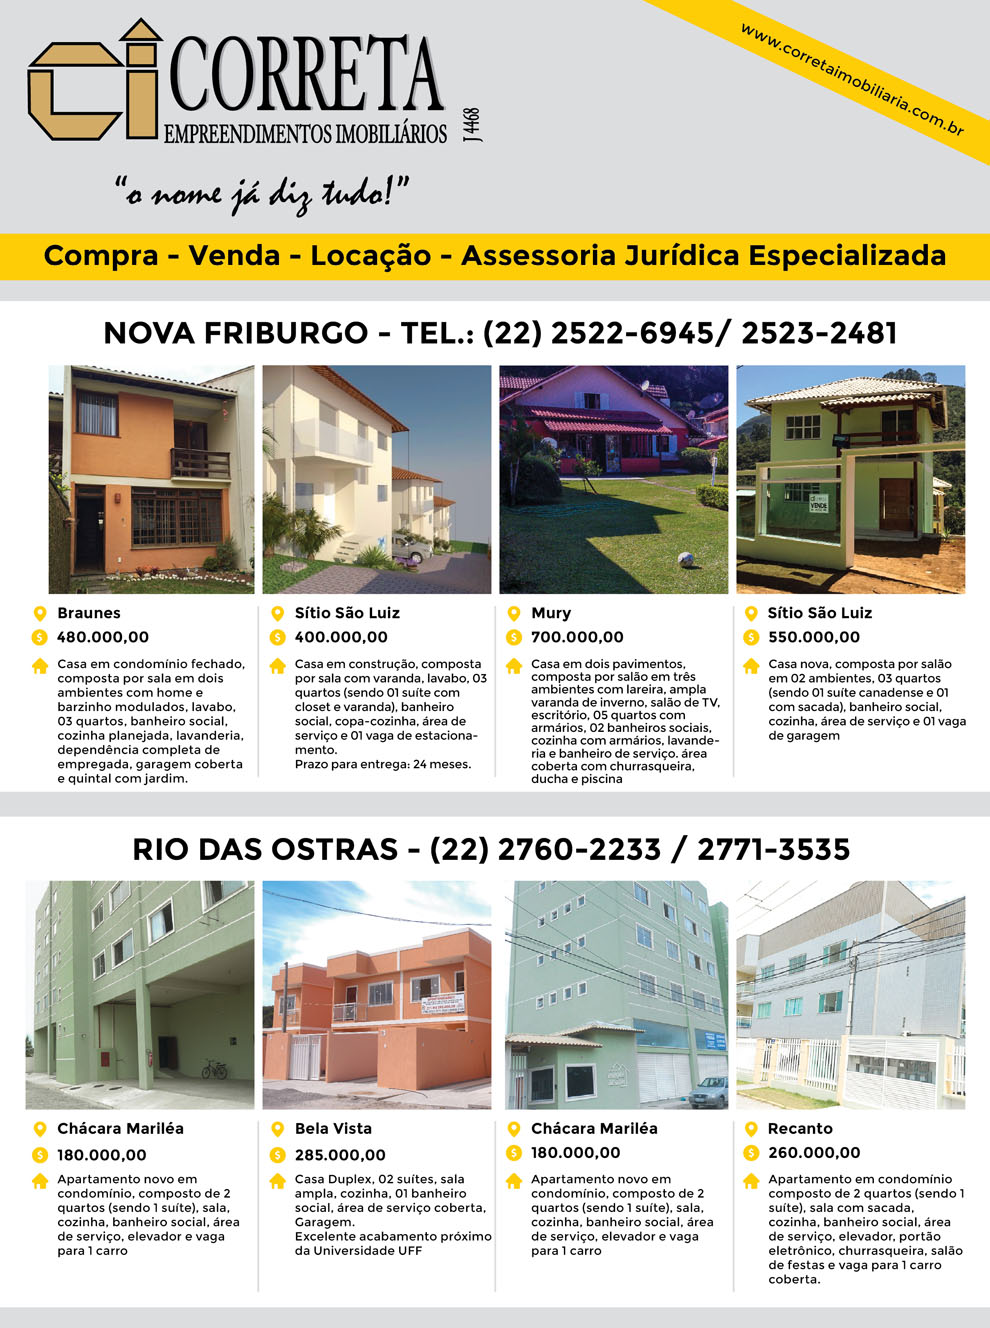 Ci CORRETA
EMPREENDIMENTOS IMOBILIÁRIOS
J 4468
"o nome já diz tudo!"
www.corretaimobiliaria.com.br
Compra - Venda - Locação - Assessoria Jurídica Especializada
NOVA FRIBURGO - TEL.: (22) 2522-6945/ 2523-2481
VENDE
Braunes
480.000,00
Casa em condomínio fechado,
composta por sala em dois
ambientes com home e
barzinho modulados, lavabo,
03 quartos, banheiro social,
cozinha planejada, lavanderia,
dependência completa de
empregada, garagem coberta
e quintal com jardim.
Sítio São Luiz
400.000,00
Casa em construção, composta
por sala com varanda, lavabo, 03
quartos (sendo 01 suíte com
closet e varanda), banheiro
social, copa-cozinha, área de
serviço e 01 vaga de estaciona-
mento.
Prazo para entrega: 24 meses.
Mury
700.000,00
Casa em dois pavimentos,
composta por salão em três
ambientes com lareira, ampla
varanda de inverno, salão de TV,
escritório, 05 quartos com
armários, 02 banheiros sociais,
cozinha com armários, lavande-
ria e banheiro de serviço. área
coberta com churrasqueira,
ducha e piscina
Sítio São Luiz
550.000,00
Casa nova, composta por salão
em 02 ambientes, 03 quartos
(sendo 01 suíte canadense e 01
com sacada), banheiro social,
cozinha, área de serviço e 01 vaga
de garagem
RIO DAS OSTRAS - (22) 2760-2233 / 2771-3535
Chácara Mariléa
180.000,00
Apartamento novo em
condomínio, composto de 2
quartos (sendo 1 suíte), sala,
cozinha, banheiro social, área
de serviço, elevador e vaga
para 1 carro
Bela Vista
285.000,00
Casa Duplex, 02 suítes, sala
ampla, cozinha, 01 banheiro
social, área de serviço coberta,
Garagem.
Excelente acabamento próximo
da Universidade UFF
Chácara Mariléa
180.000,00
Apartamento novo em
condomínio, composto de 2
quartos (sendo 1 suíte), sala,
cozinha, banheiro social, área
de serviço, elevador e vaga
para 1 carro
Recanto
260.000,00
Apartamento em condomínio
composto de 2 quartos (sendo 1
suíte), sala com sacada,
cozinha, banheiro social, área
de serviço, elevador, portão
eletrônico, churrasqueira, salão
de festas e vaga para 1 carro
coberta.